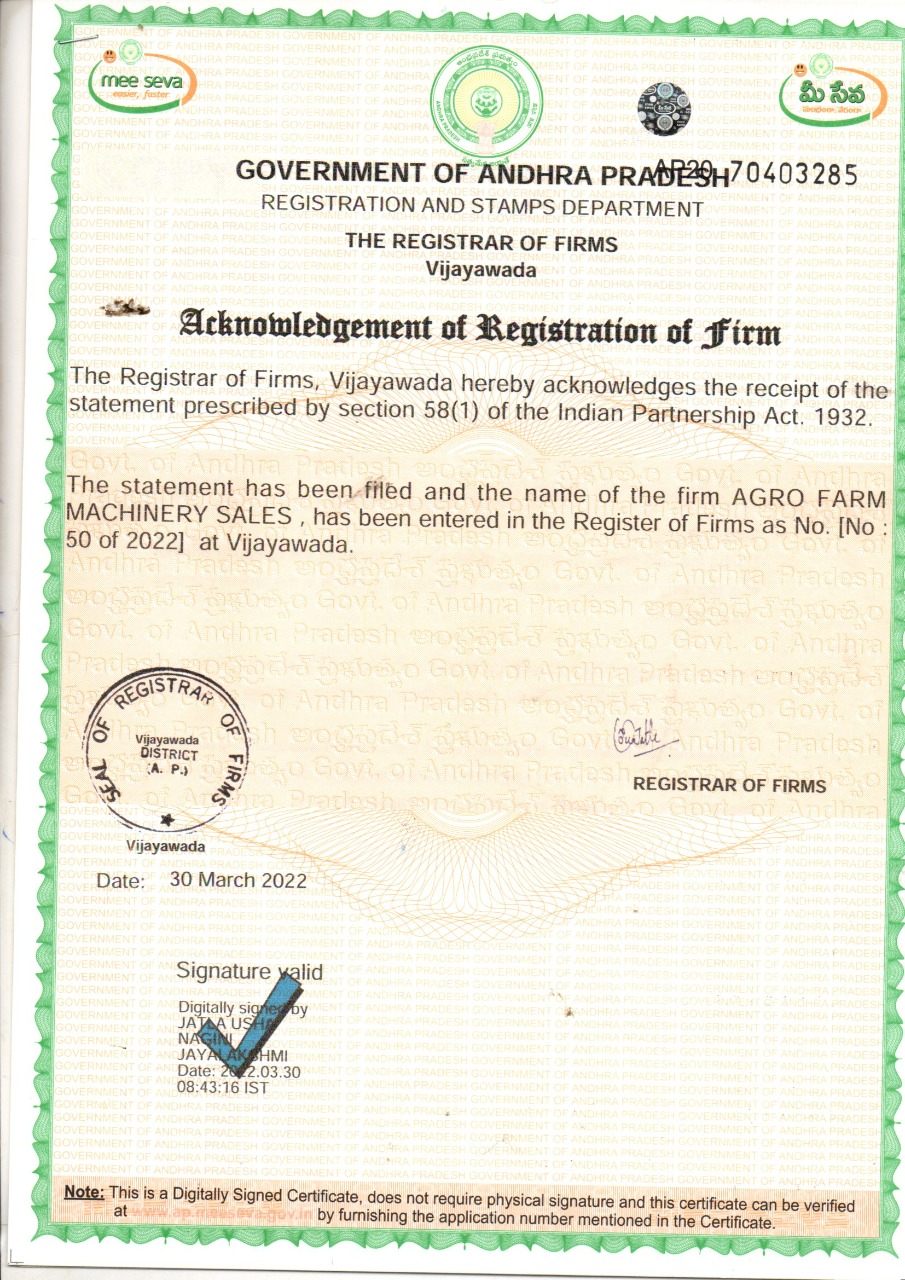 mee seva
easier, faster
ఆంధ్రప్రదేశ్ ప్రభుత్వం
మీ సేవ
AP20 70403285
GOVERNMENT OF ANDHRA PRADESH
REGISTRATION AND STAMPS DEPARTMENT
THE REGISTRAR OF FIRMS
Vijayawada
Acknowledgement of Registration of Firm
The Registrar of Firms, Vijayawada hereby acknowledges the receipt of the
statement prescribed by section 58(1) of the Indian Partnership Act. 1932.
The statement has been filed and the name of the firm AGRO FARM
MACHINERY SALES , has been entered in the Register of Firms as No. [No :
50 of 2022] at Vijayawada.
SEAL OF REGISTRAR OF FIRMS
Vijayawada
DISTRICT
(A. P.)
REGISTRAR OF FIRMS
Vijayawada
Date: 30 March 2022
Signature valid
Digitally signed by
JATLA USHA
NAGINI
JAYALAKSHMI
Date: 2022.03.30
08:43:16 IST
Note: This is a Digitally Signed Certificate, does not require physical signature and this certificate can be verified
at www.ap.meeseva.gov.in by furnishing the application number mentioned in the Certificate.